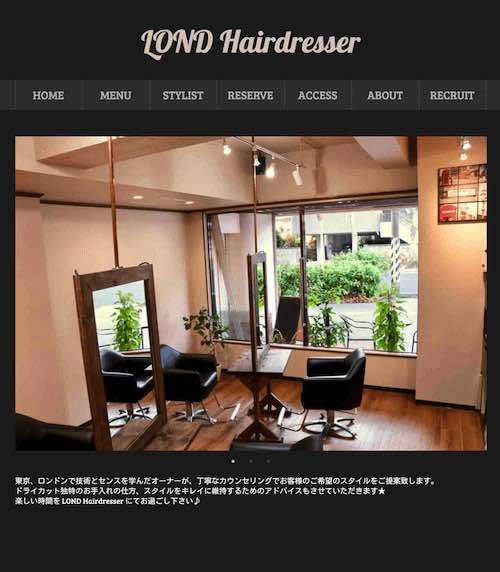 LOND Hairdresser
HOME MENU STYLIST RESERVE ACCESS ABOUT RECRUIT
東京、ロンドンで技術とセンスを学んだオーナーが、丁寧なカウンセリングでお客様のご希望のスタイルをご提案致します。
ドライカット独特のお手入れの仕方、スタイルをキレイに維持するためのアドバイスもさせていただきます★
楽しい時間を LOND Hairdresser にてお過ごし下さい♪